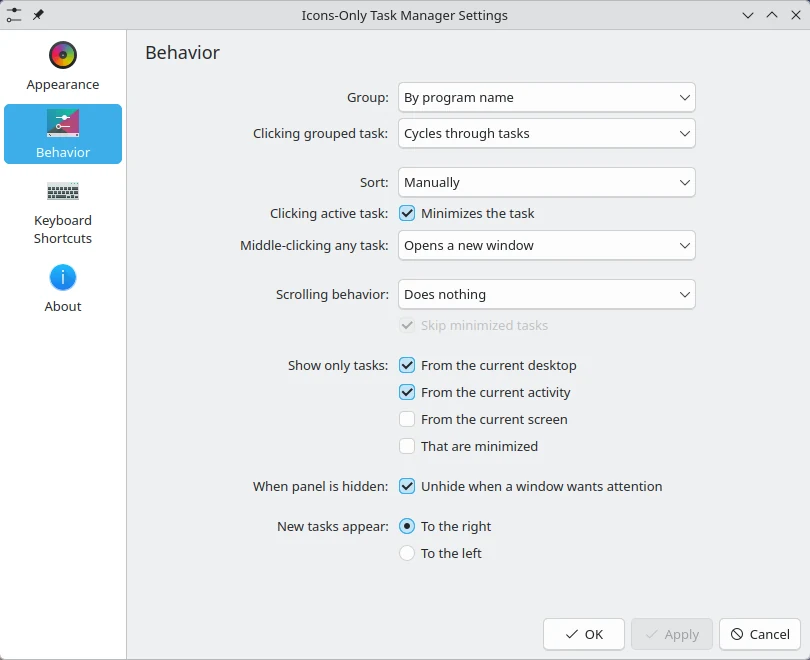 Icons-Only Task Manager Settings
Appearance
Behavior
Keyboard
Shortcuts
About
Behavior
Group: By program name
Clicking grouped task: Cycles through tasks
Sort: Manually
Clicking active task: Minimizes the task
Middle-clicking any task: Opens a new window
Scrolling behavior: Does nothing
Skip minimized tasks
Show only tasks: From the current desktop
From the current activity
From the current screen
That are minimized
When panel is hidden: Unhide when a window wants attention
New tasks appear: To the right
To the left
OK Apply Cancel